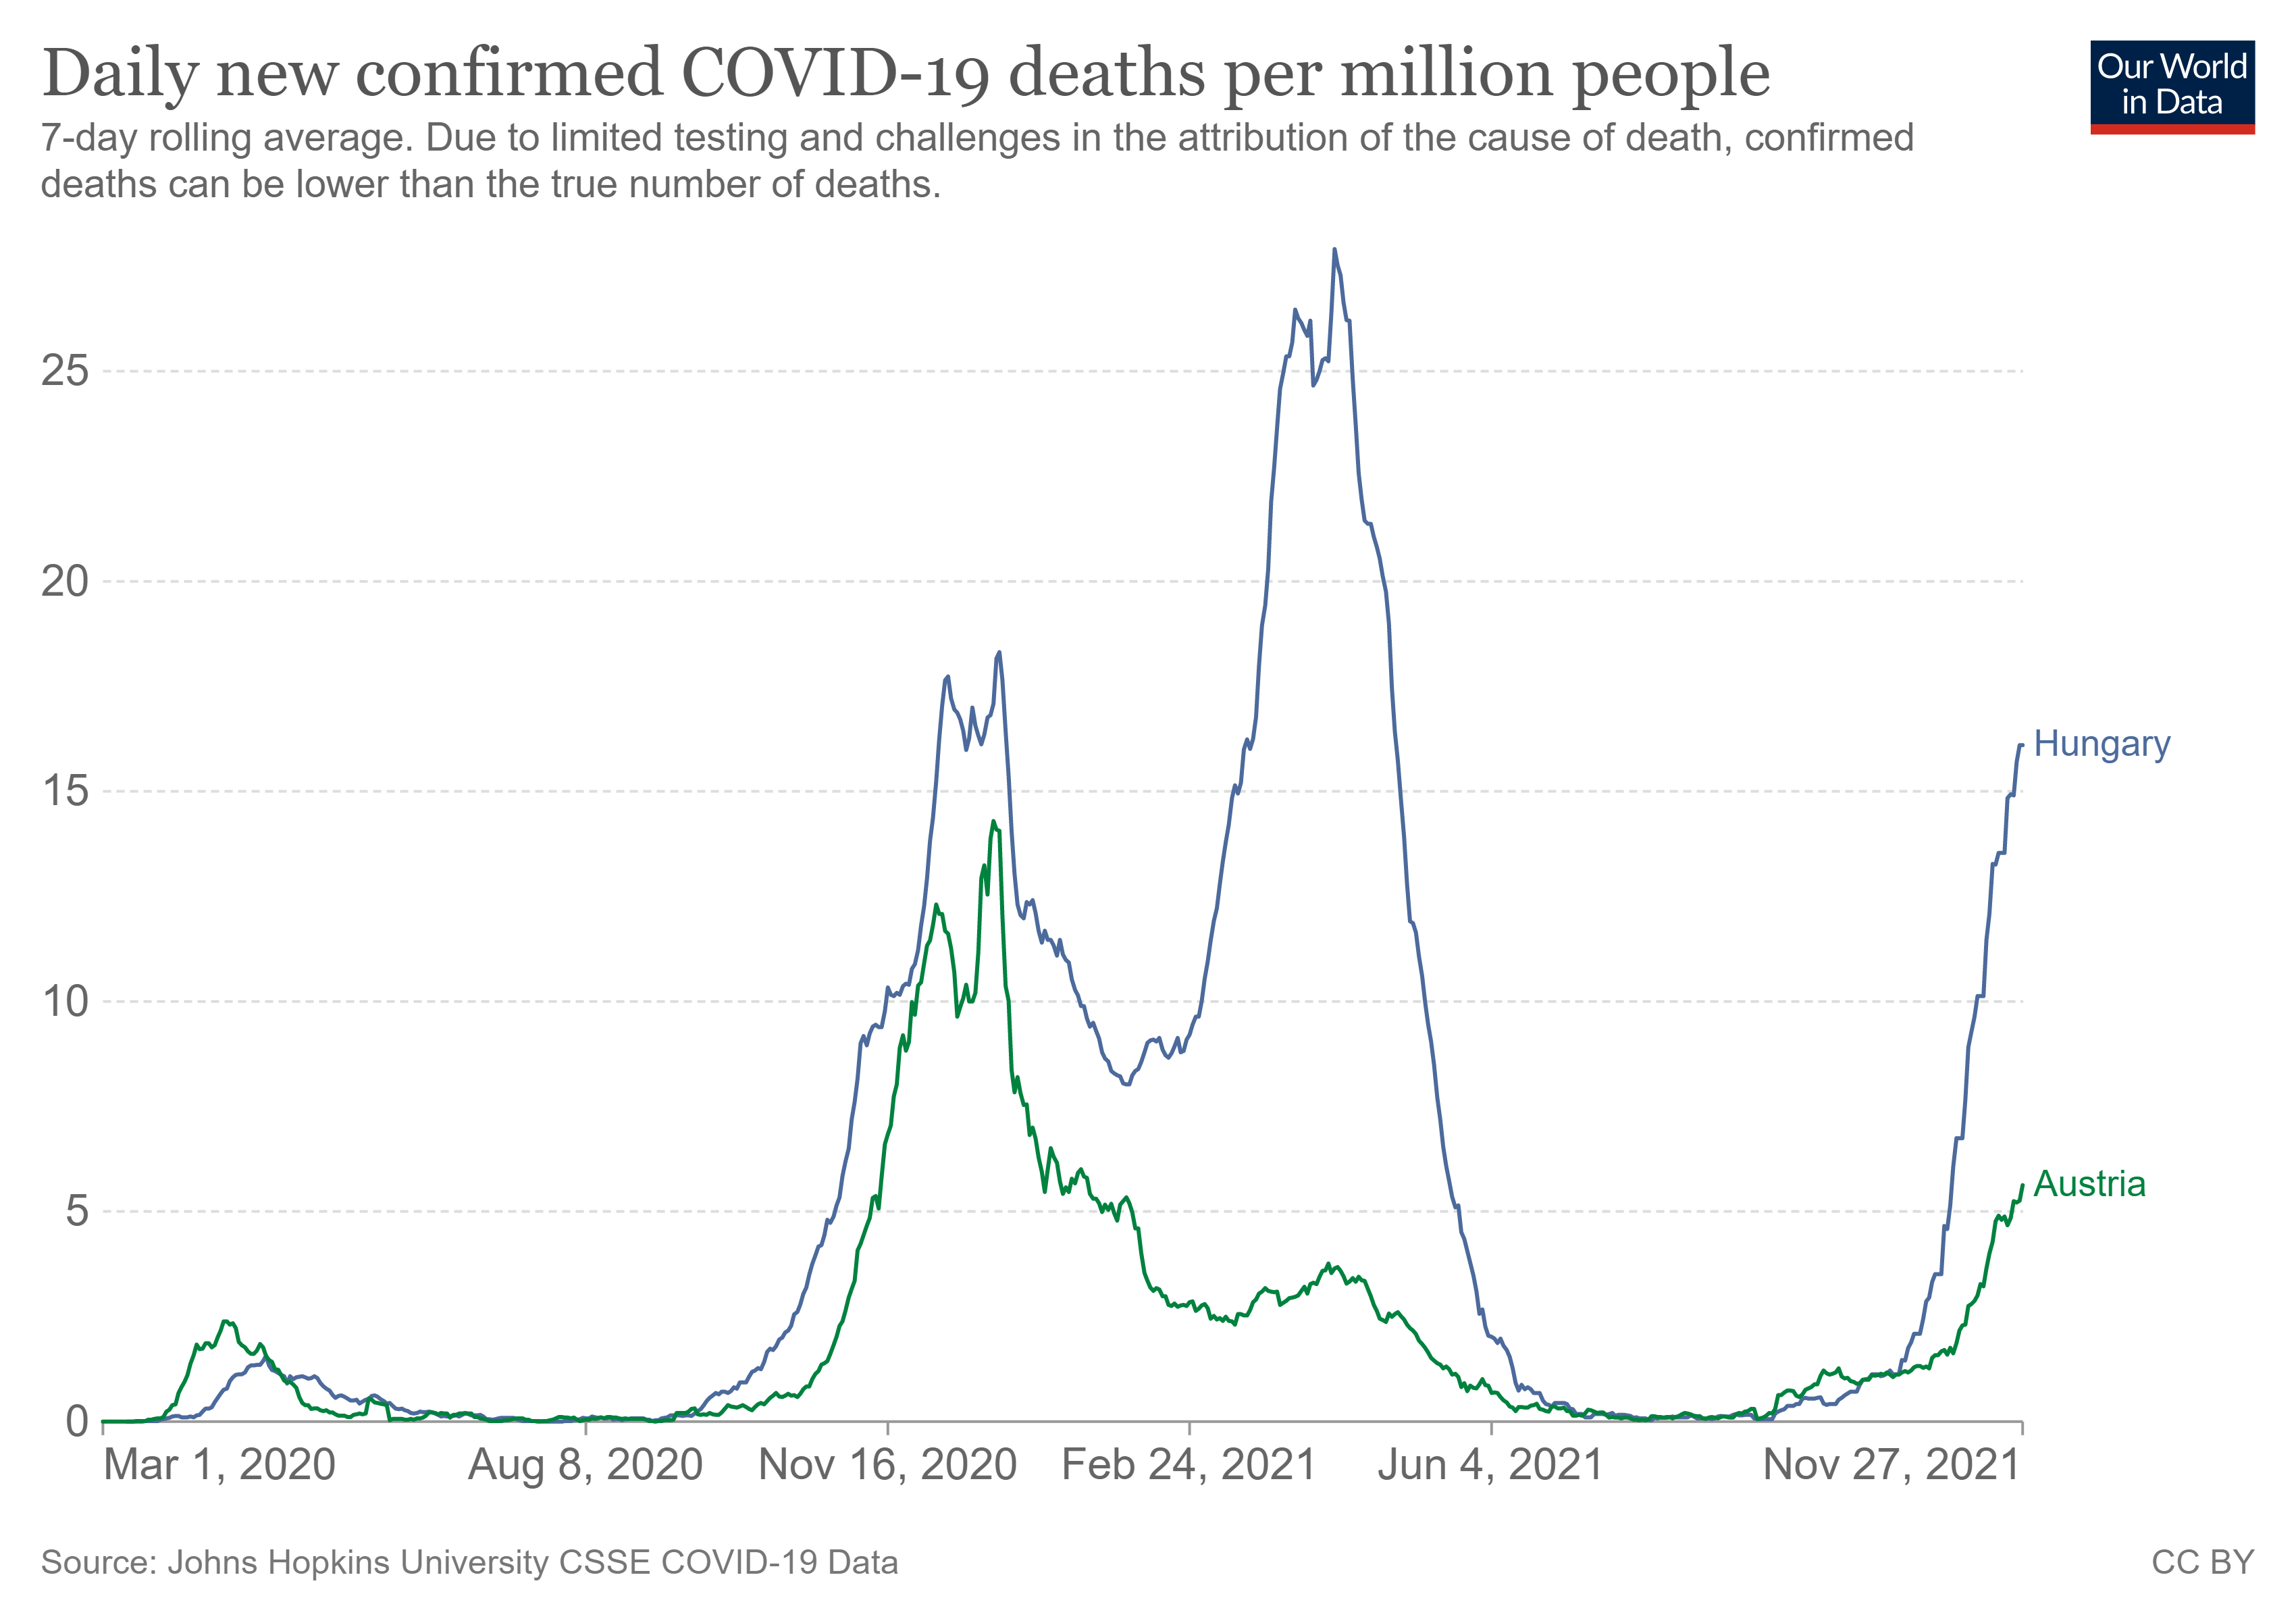 Daily new confirmed COVID-19 deaths per million people
Our World
in Data
7-day rolling average. Due to limited testing and challenges in the attribution of the cause of death, confirmed
deaths can be lower than the true number of deaths.
25
20
15
10
5
0
Hungary
Austria
Mar 1, 2020
Aug 8, 2020
Nov 16, 2020
Feb 24, 2021
Jun 4, 2021
Nov 27, 2021
Source: Johns Hopkins University CSSE COVID-19 Data
CC BY